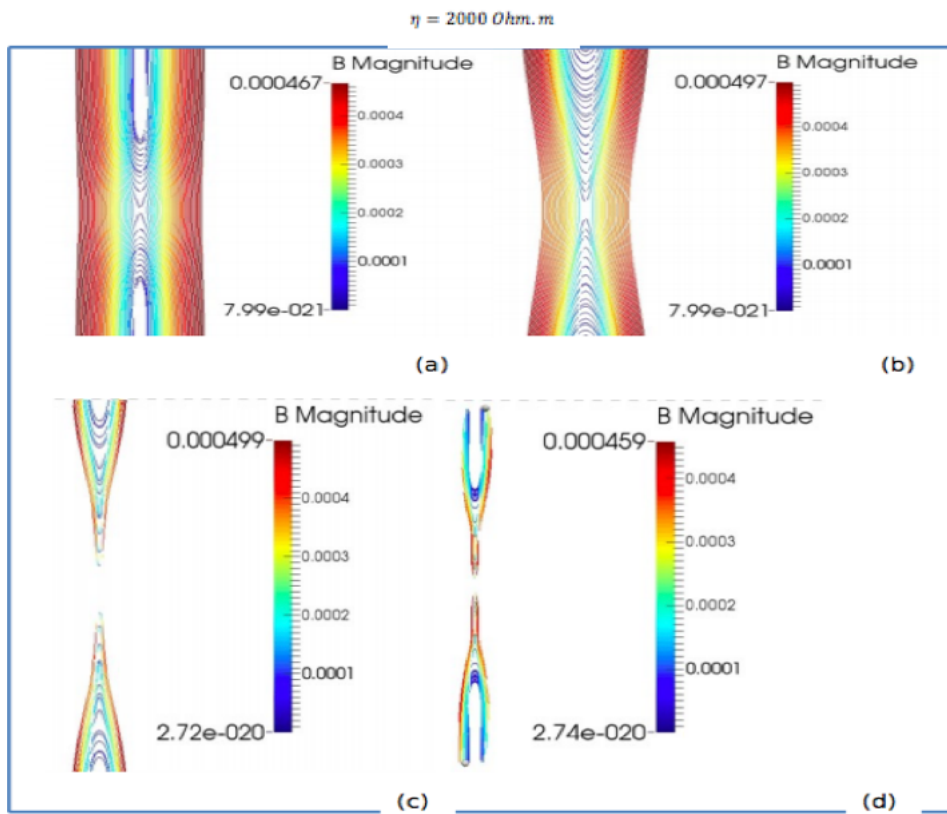 η = 2000 Ohm.m
B Magnitude
0.000467
0.0004
0.0003
0.0002
0.0001
7.99e-021
(a)
B Magnitude
0.000497
0.0004
0.0003
0.0002
0.0001
7.99e-021
(b)
B Magnitude
0.000499
0.0004
0.0003
0.0002
0.0001
2.72e-020
(c)
B Magnitude
0.000459
0.0004
0.0003
0.0002
0.0001
2.74e-020
(d)